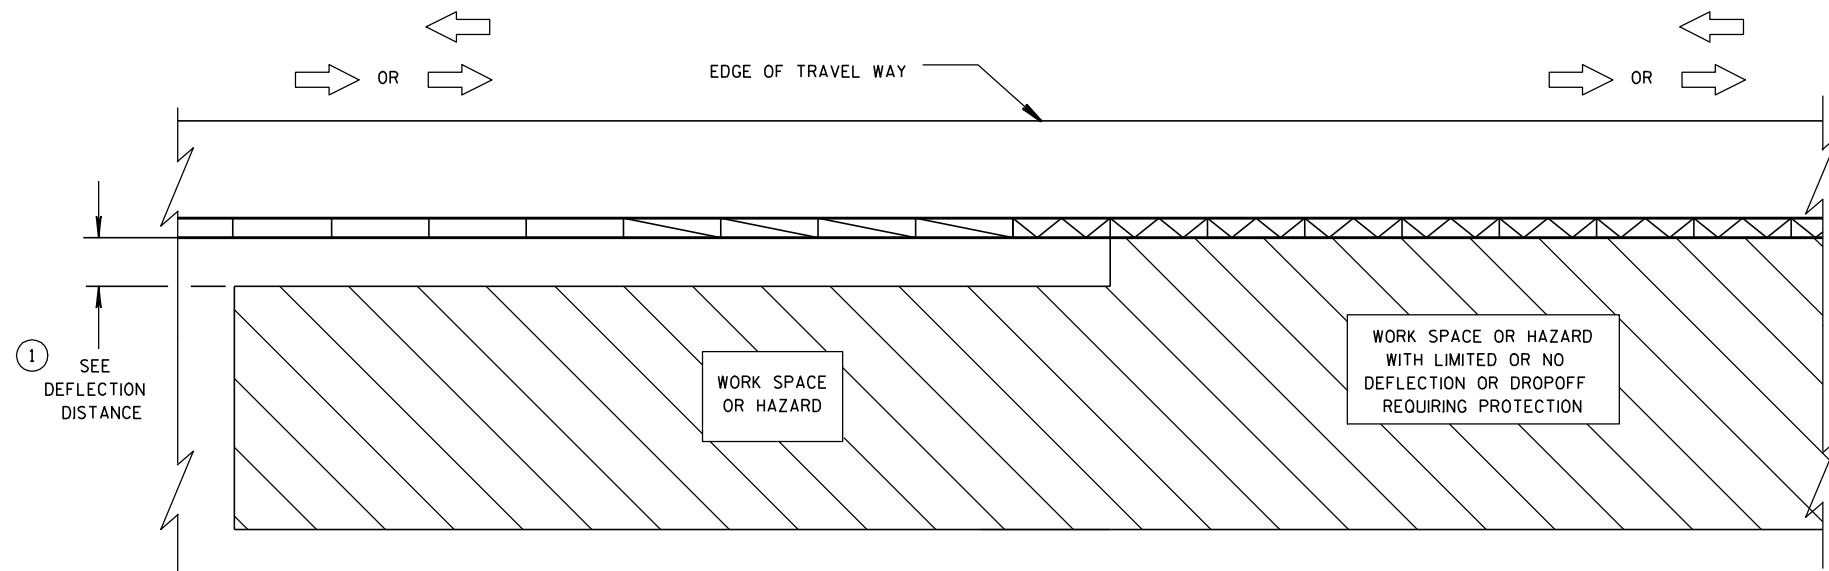 OR
EDGE OF TRAVEL WAY
OR
1
SEE
DEFLECTION
DISTANCE
WORK SPACE
OR HAZARD
WORK SPACE OR HAZARD
WITH LIMITED OR NO
DEFLECTION OR DROPOFF
REQUIRING PROTECTION